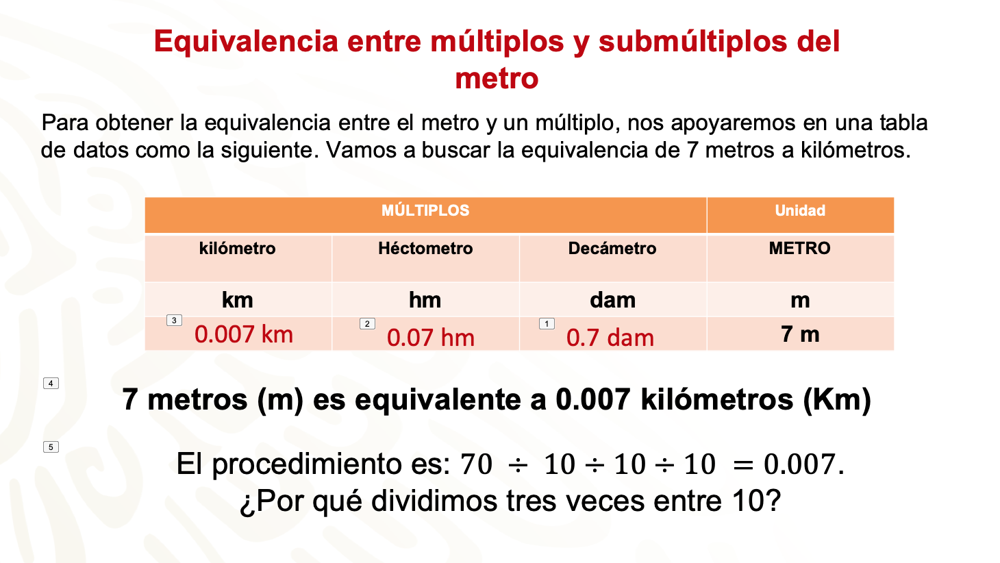 Equivalencia entre múltiplos y submúltiplos del
metro
Para obtener la equivalencia entre el metro y un múltiplo, nos apoyaremos en una tabla
de datos como la siguiente. Vamos a buscar la equivalencia de 7 metros a kilómetros.
MÚLTIPLOS Unidad
kilómetro Héctometro Decámetro METRO
km hm dam m
3 0.007 km 2 0.07 hm 1 0.7 dam 7 m
4
7 metros (m) es equivalente a 0.007 kilómetros (Km)
5
El procedimiento es: 70 ÷ 10 ÷ 10 ÷ 10 = 0.007.
¿Por qué dividimos tres veces entre 10?